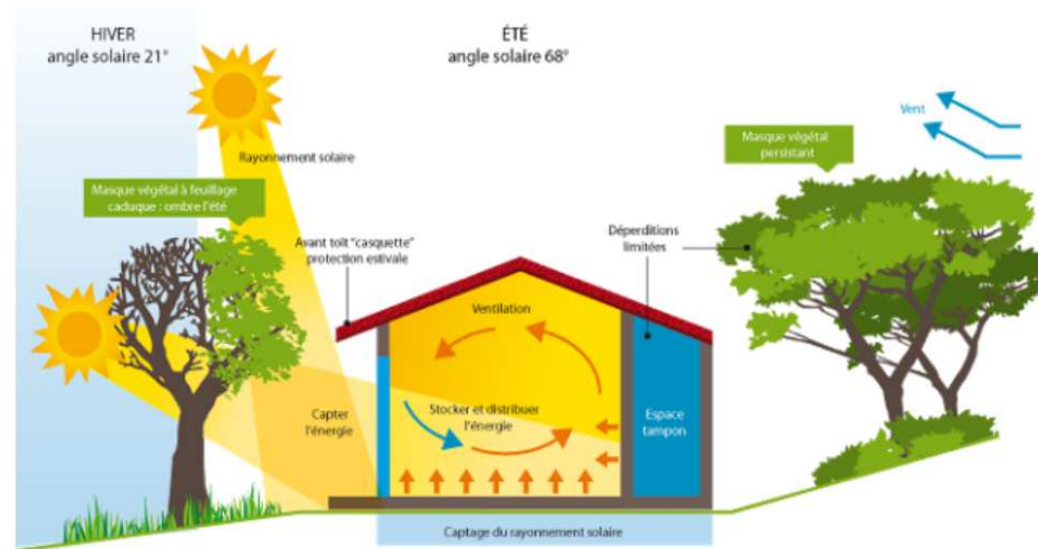 HIVER
angle solaire 21°
ÉTÉ
angle solaire 68°
Vent
Masque végétal
persistant
Rayonnement solaire
Masque végétal à feuillage
caduque : ombre l'été
Avant toit "casquette"
protection estivale
Déperditions
limitées
Ventilation
Capter
l'énergie
Stocker et distribuer
l'énergie
Espace
tampon
Captage du rayonnement solaire